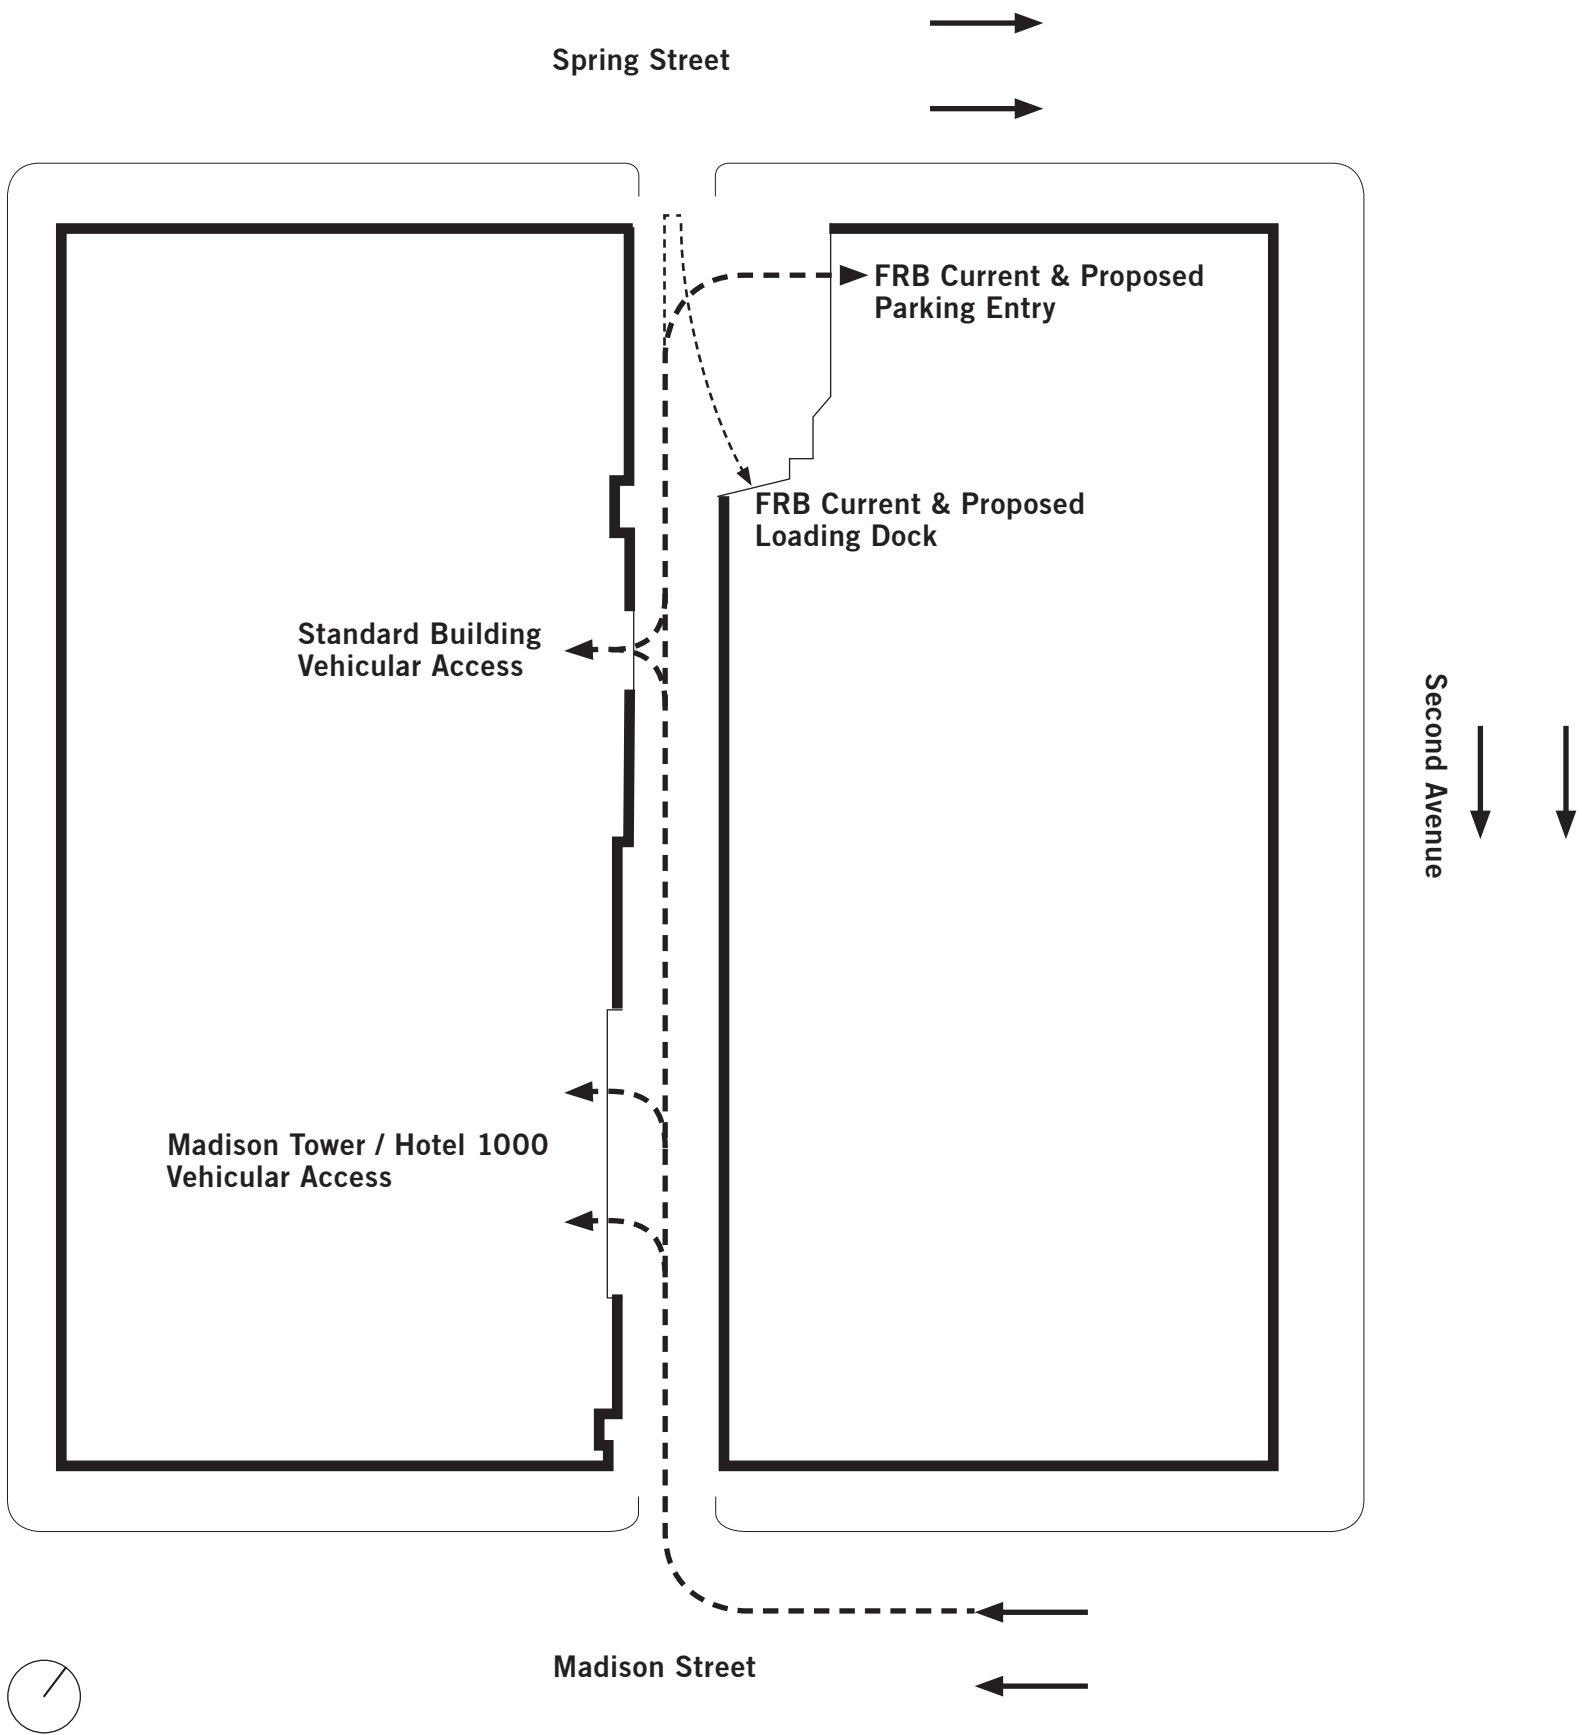 Spring Street
FRB Current & Proposed
Parking Entry
FRB Current & Proposed
Loading Dock
Standard Building
Vehicular Access
Second Avenue
Madison Tower / Hotel 1000
Vehicular Access
Madison Street